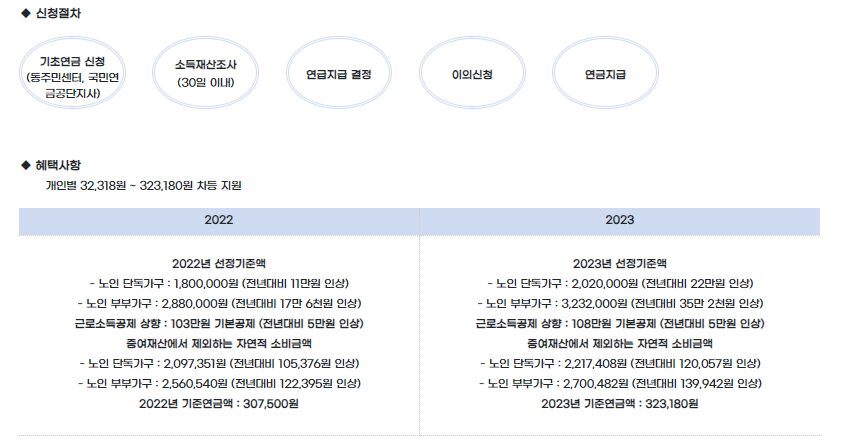 ◆ 신청절차
기초연금 신청
(동주민센터, 국민연
금공단지사)
소득재산조사
(30일 이내)
연급지급 결정
이의신청
연금지급
◆ 혜택사항
개인별 32,318원 ~ 323,180원 차등 지원
2022
2023
2022년 선정기준액
- 노인 단독가구 : 1,800,000원 (전년대비 11만원 인상)
- 노인 부부가구 : 2,880,000원 (전년대비 17만 6천원 인상)
근로소득공제 상향 : 103만원 기본공제 (전년대비 5만원 인상)
증여재산에서 제외하는 자연적 소비금액
- 노인 단독가구 : 2,097,351원 (전년대비 105,376원 인상)
- 노인 부부가구 : 2,560,540원 (전년대비 122,395원 인상)
2022년 기준연금액 : 307,500원
2023년 선정기준액
- 노인 단독가구 : 2,020,000원 (전년대비 22만원 인상)
- 노인 부부가구 : 3,232,000원 (전년대비 35만 2천원 인상)
근로소득공제 상향 : 108만원 기본공제 (전년대비 5만원 인상)
증여재산에서 제외하는 자연적 소비금액
- 노인 단독가구 : 2,217,408원 (전년대비 120,057원 인상)
- 노인 부부가구 : 2,700,482원 (전년대비 139,942원 인상)
2023년 기준연금액 : 323,180원